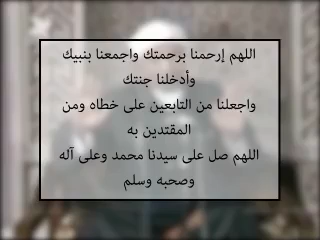 اللهم إرحمنا برحمتك واجمعنا بنبيك
وأدخلنا جنتك
واجعلنا من التابعين على خطاه ومن
المقتدين به
اللهم صل على سيدنا محمد وعلى آله
وصحبه وسلم